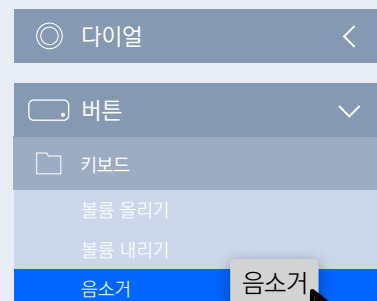 다이얼
버튼
키보드
볼륨 올리기
볼륨 내리기
음소거
음소거